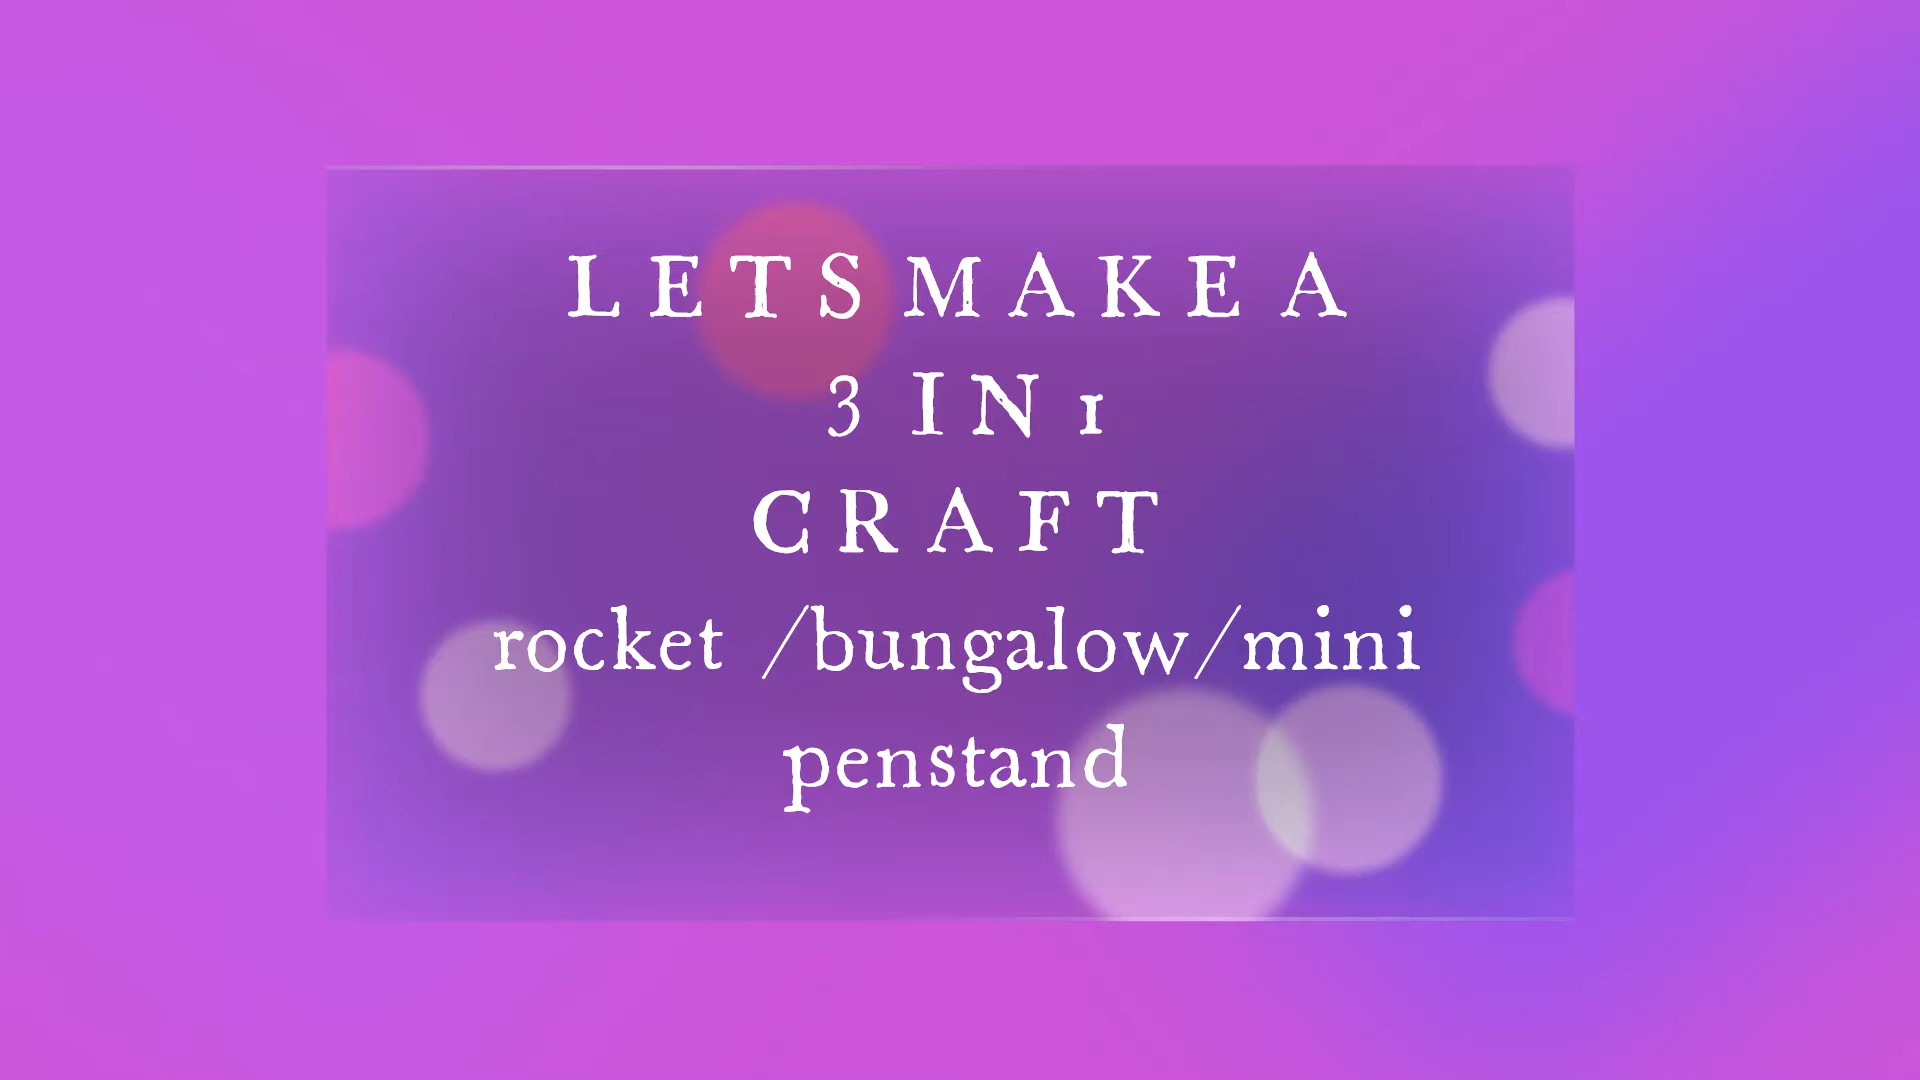 LETS MAKE A
3 IN 1
CRAFT
rocket /bungalow/mini
penstand